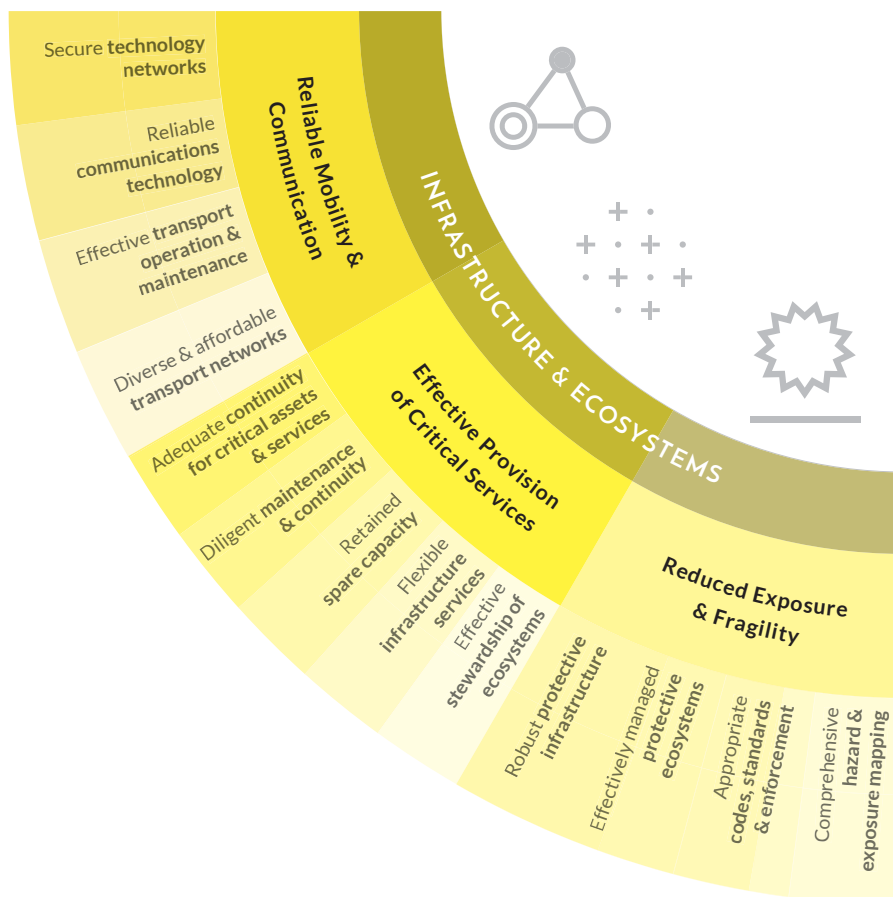 INFRASTRUCTURE & ECOSYSTEMS
Reliable Mobility &
Communication
Secure technology
networks
Reliable
communications
technology
Effective transport
operation &
maintenance
Diverse & affordable
transport networks
Effective Provision
of Critical Services
Adequate continuity
for critical assets
& services
Diligent maintenance
& continuity
Retained
spare capacity
Flexible
infrastructure
services
Effective
stewardship of
ecosystems
Reduced Exposure
& Fragility
Robust protective
infrastructure
Effectively managed
protective
ecosystems
Appropriate
codes, standards
& enforcement
Comprehensive
hazard &
exposure mapping